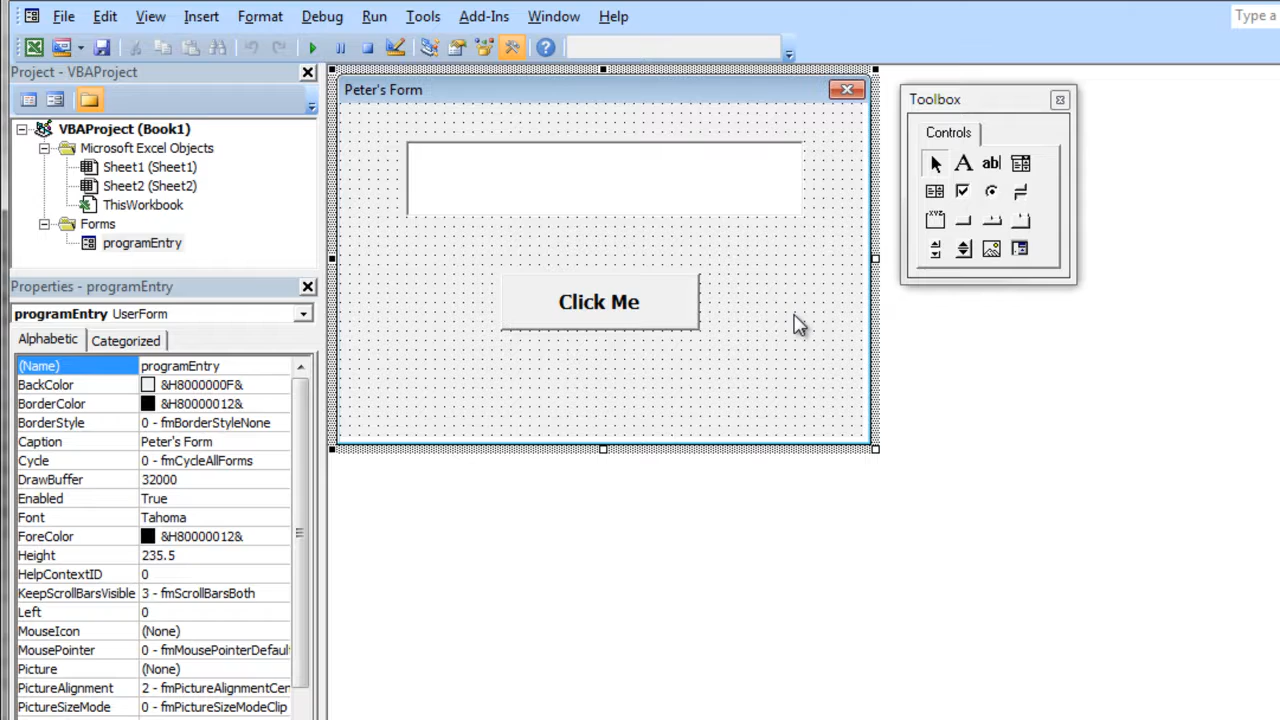 File Edit View Insert Format Debug Run Tools Add-Ins Window Help
Type a
Project - VBAProject
VBAProject (Book1)
Microsoft Excel Objects
Sheet1 (Sheet1)
Sheet2 (Sheet2)
ThisWorkbook
Forms
programEntry
Properties - programEntry
programEntry UserForm
Alphabetic Categorized
(Name) programEntry
BackColor &H8000000F&
BorderColor &H80000012&
BorderStyle 0 - fmBorderStyleNone
Caption Peter's Form
Cycle 0 - fmCycleAllForms
DrawBuffer 32000
Enabled True
Font Tahoma
ForeColor &H80000012&
Height 235.5
HelpContextID 0
KeepScrollBarsVisible 3 - fmScrollBarsBoth
Left 0
MouseIcon (None)
MousePointer 0 - fmMousePointerDefaul
Picture (None)
PictureAlignment 2 - fmPictureAlignmentCen
PictureSizeMode 0 - fmPictureSizeModeClip
Peter's Form
Click Me
Toolbox
Controls
A ab|
XYZ